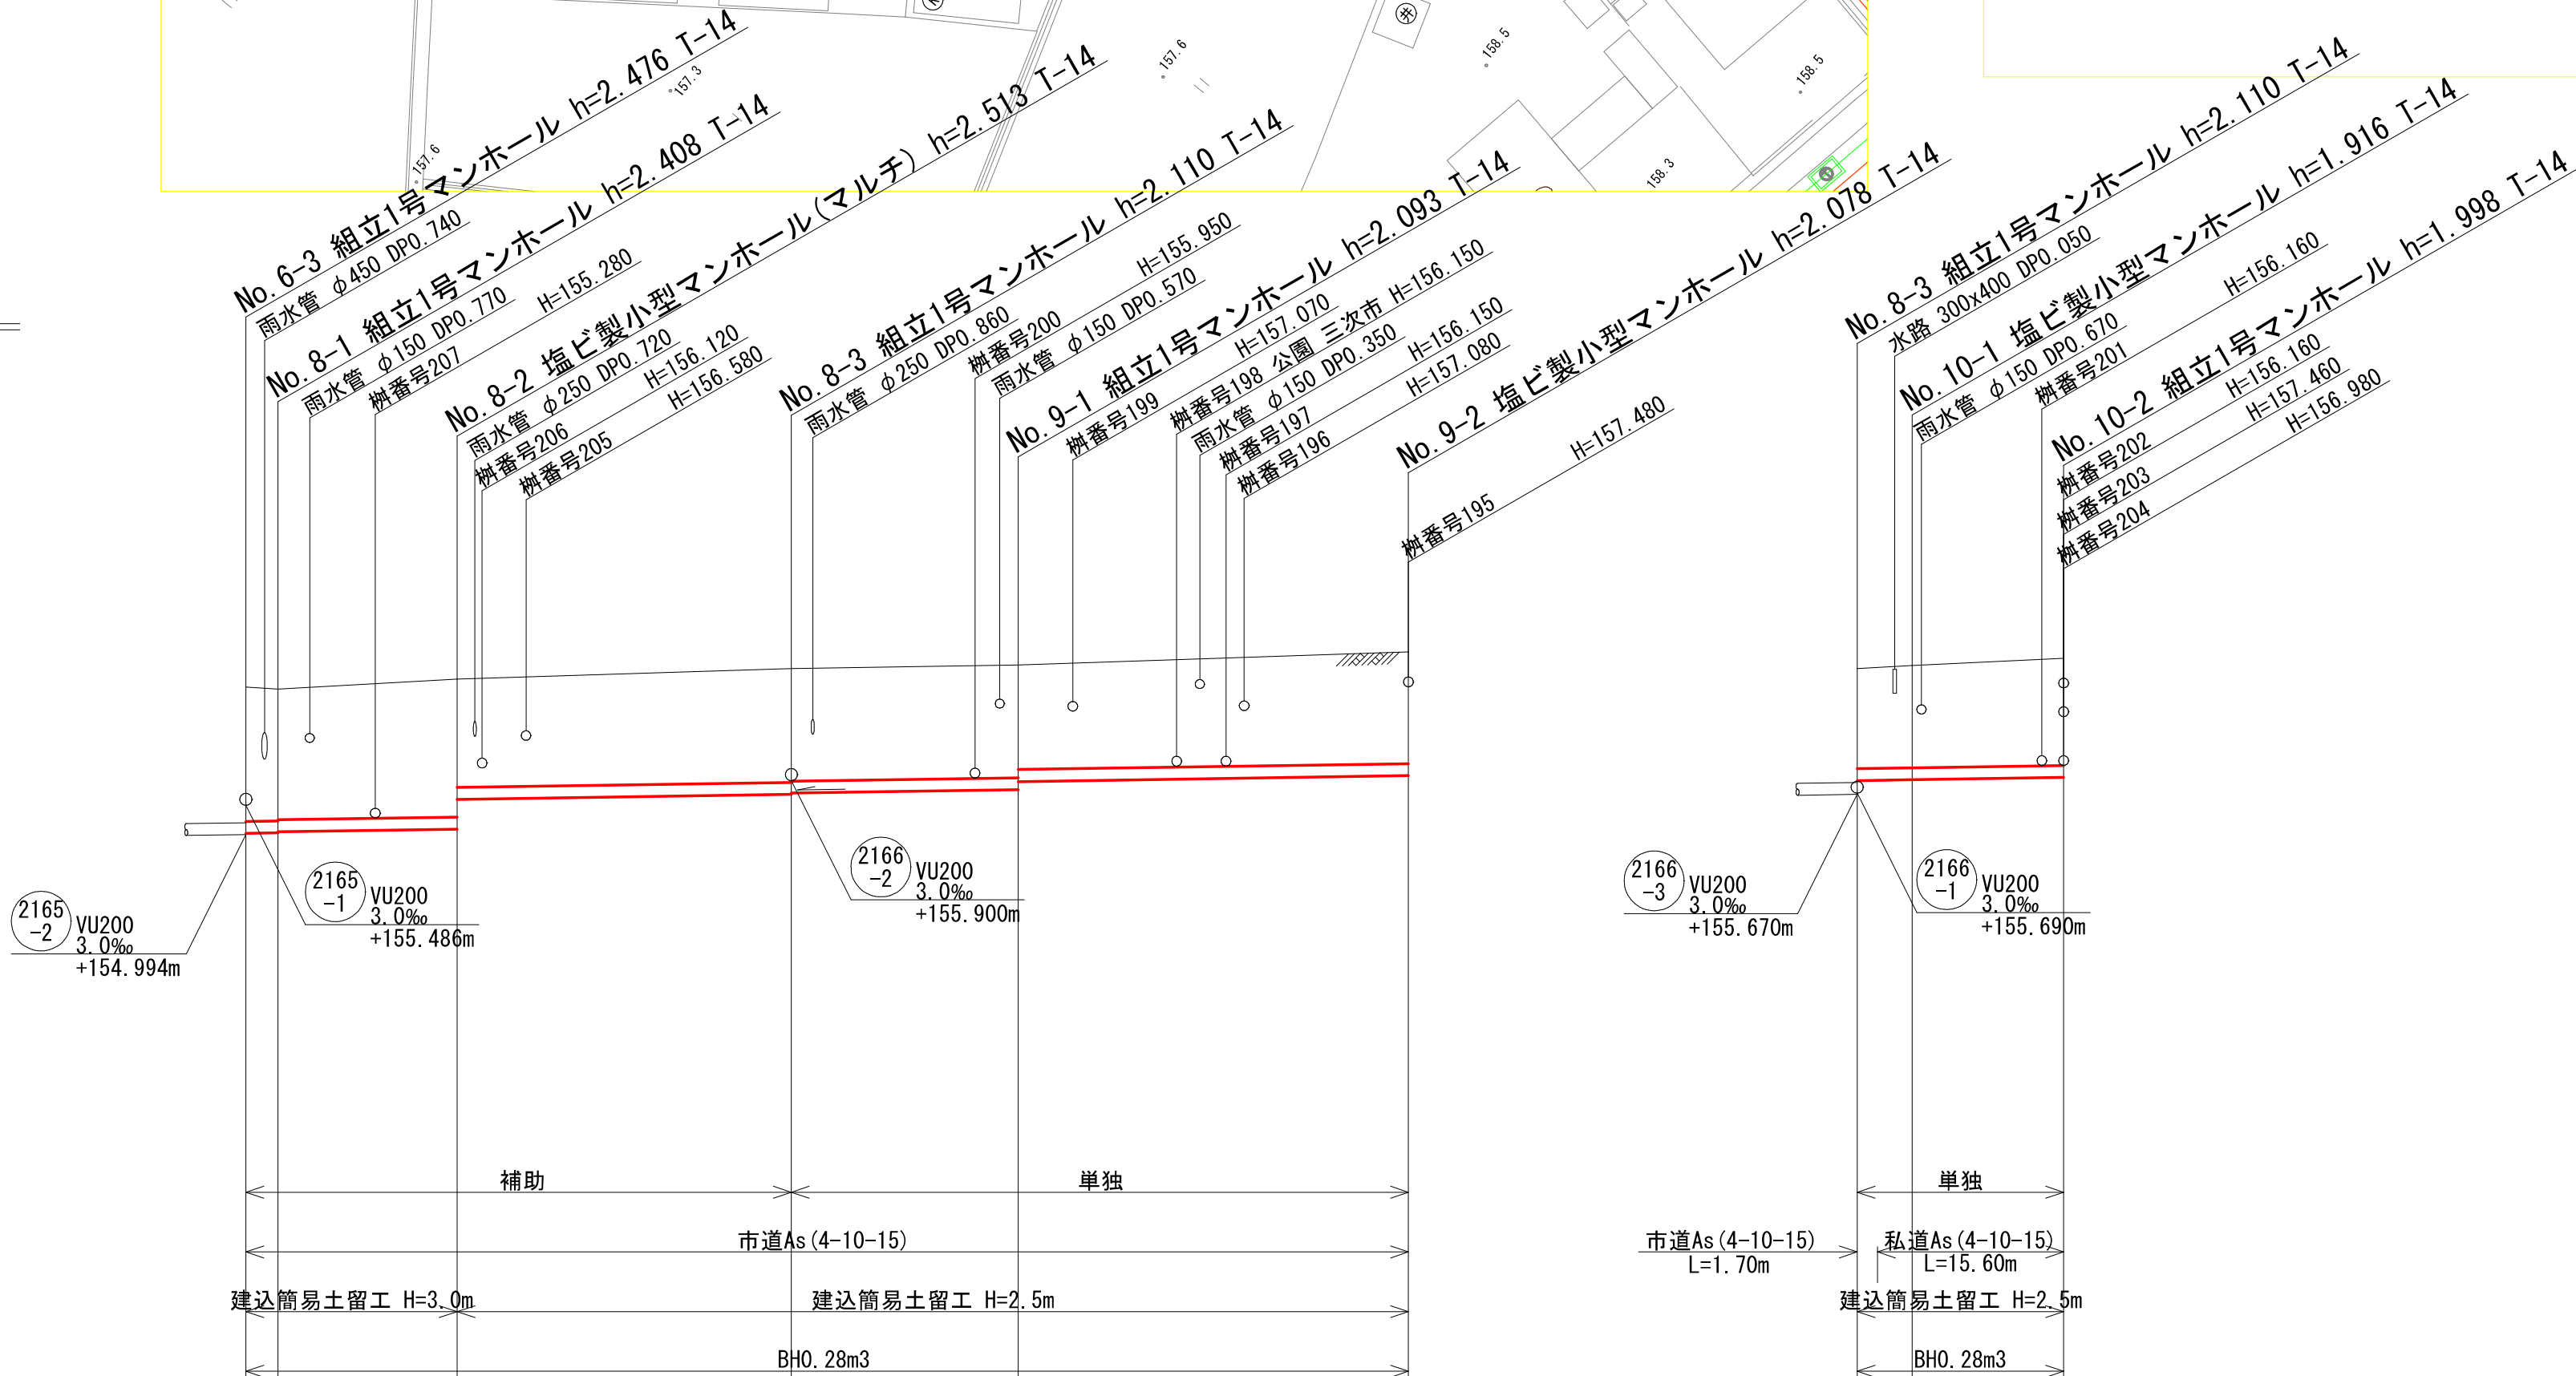 157.6
157.3
157.6
158.5
158.5
158.3
井
No.6-3 組立1号マンホール h=2.476 T-14
雨水管 φ450 DP0.740
No.8-1 組立1号マンホール h=2.408 T-14
雨水管 φ150 DP0.770
桝番号207 H=155.280
No.8-2 塩ビ製小型マンホール(マルチ) h=2.513 T-14
雨水管 φ250 DP0.720
桝番号206 H=156.120
桝番号205 H=156.580
No.8-3 組立1号マンホール h=2.110 T-14
雨水管 φ250 DP0.860
桝番号200 H=155.950
雨水管 φ150 DP0.570
No.9-1 組立1号マンホール h=2.093 T-14
桝番号199 H=157.070
桝番号198 公園 三次市 H=156.150
雨水管 φ150 DP0.350
桝番号197 H=156.150
桝番号196 H=157.080
No.9-2 塩ビ製小型マンホール h=2.078 T-14
桝番号195 H=157.480
No.8-3 組立1号マンホール h=2.110 T-14
水路 300x400 DP0.050
No.10-1 塩ビ製小型マンホール h=1.916 T-14
雨水管 φ150 DP0.670
桝番号201 H=156.160
No.10-2 組立1号マンホール h=1.998 T-14
桝番号202 H=156.160
桝番号203 H=157.460
桝番号204 H=156.980
2165
-2
VU200
3.0‰
+154.994m
2165
-1
VU200
3.0‰
+155.486m
2166
-2
VU200
3.0‰
+155.900m
2166
-3
VU200
3.0‰
+155.670m
2166
-1
VU200
3.0‰
+155.690m
補助
単独
単独
市道As(4-10-15)
市道As(4-10-15)
L=1.70m
私道As(4-10-15)
L=15.60m
建込簡易土留工 H=3.0m
建込簡易土留工 H=2.5m
建込簡易土留工 H=2.5m
BH0.28m3
BH0.28m3